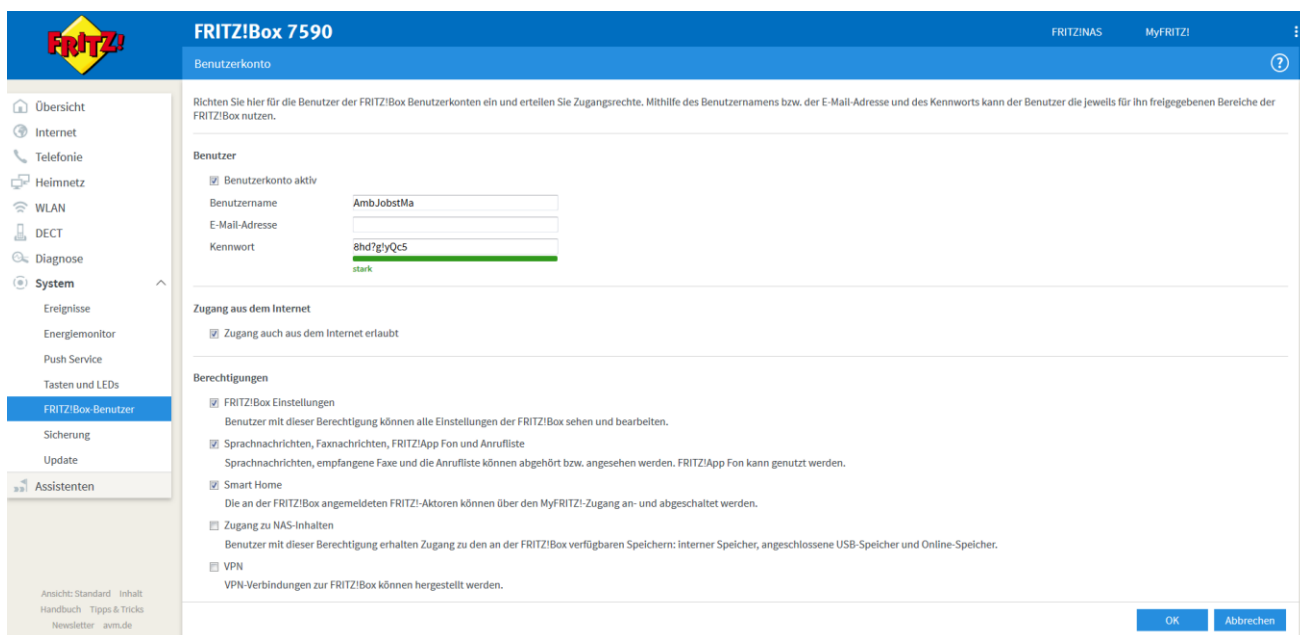 FRITZ!
FRITZ!Box 7590
FRITZ!NAS
MyFRITZ!
Benutzerkonto
?
Übersicht
Internet
Telefonie
Heimnetz
WLAN
DECT
Diagnose
System
Ereignisse
Energiemonitor
Push Service
Tasten und LEDs
FRITZ!Box-Benutzer
Sicherung
Update
Assistenten
Ansicht: Standard Inhalt
Handbuch Tipps & Tricks
Newsletter avm.de
Richten Sie hier für die Benutzer der FRITZ!Box Benutzerkonten ein und erteilen Sie Zugangsrechte. Mithilfe des Benutzernamens bzw. der E-Mail-Adresse und des Kennworts kann der Benutzer die jeweils für ihn freigegebenen Bereiche der
FRITZ!Box nutzen.
Benutzer
Benutzerkonto aktiv
Benutzername AmbJobstMa
E-Mail-Adresse
Kennwort 8hd?g!yQc5
stark
Zugang aus dem Internet
Zugang auch aus dem Internet erlaubt
Berechtigungen
FRITZ!Box Einstellungen
Benutzer mit dieser Berechtigung können alle Einstellungen der FRITZ!Box sehen und bearbeiten.
Sprachnachrichten, Faxnachrichten, FRITZ!App Fon und Anrufliste
Sprachnachrichten, empfangene Faxe und die Anrufliste können abgehört bzw. angesehen werden. FRITZ!App Fon kann genutzt werden.
Smart Home
Die an der FRITZ!Box angemeldeten FRITZ!-Aktoren können über den MyFRITZ!-Zugang an- und abgeschaltet werden.
Zugang zu NAS-Inhalten
Benutzer mit dieser Berechtigung erhalten Zugang zu den an der FRITZ!Box verfügbaren Speichern: interner Speicher, angeschlossene USB-Speicher und Online-Speicher.
VPN
VPN-Verbindungen zur FRITZ!Box können hergestellt werden.
OK
Abbrechen